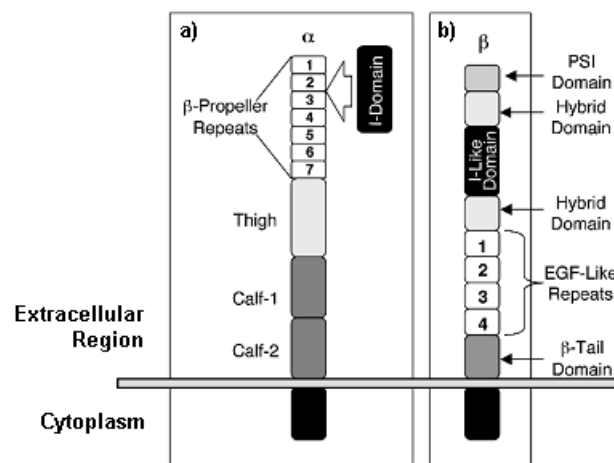 a)
α
1
2
3
4
5
6
7
I-Domain
β-Propeller
Repeats
Thigh
Calf-1
Calf-2
Extracellular
Region
Cytoplasm
b)
β
PSI
Domain
Hybrid
Domain
I-Like
Domain
Hybrid
Domain
1
2
3
4
EGF-Like
Repeats
β-Tail
Domain